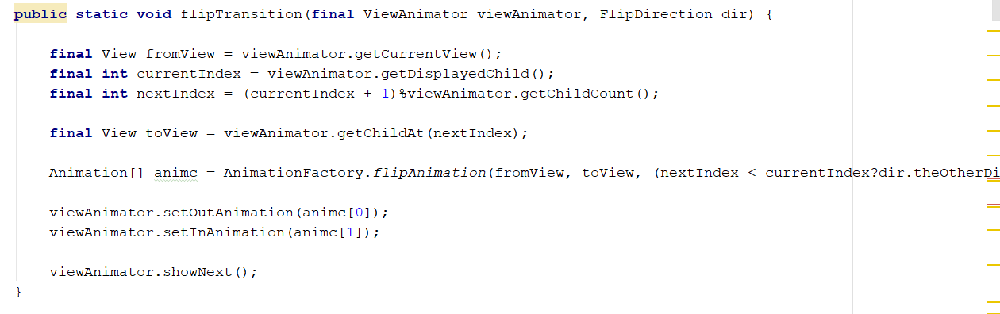 public static void flipTransition(final ViewAnimator viewAnimator, FlipDirection dir) {
final View fromView = viewAnimator.getCurrentView();
final int currentIndex = viewAnimator.getDisplayedChild();
final int nextIndex = (currentIndex + 1)%viewAnimator.getChildCount();
final View toView = viewAnimator.getChildAt(nextIndex);
Animation[] animc = AnimationFactory.flipAnimation(fromView, toView, (nextIndex < currentIndex?dir.theOtherDi
viewAnimator.setOutAnimation(animc[0]);
viewAnimator.setInAnimation(animc[1]);
viewAnimator.showNext();
}